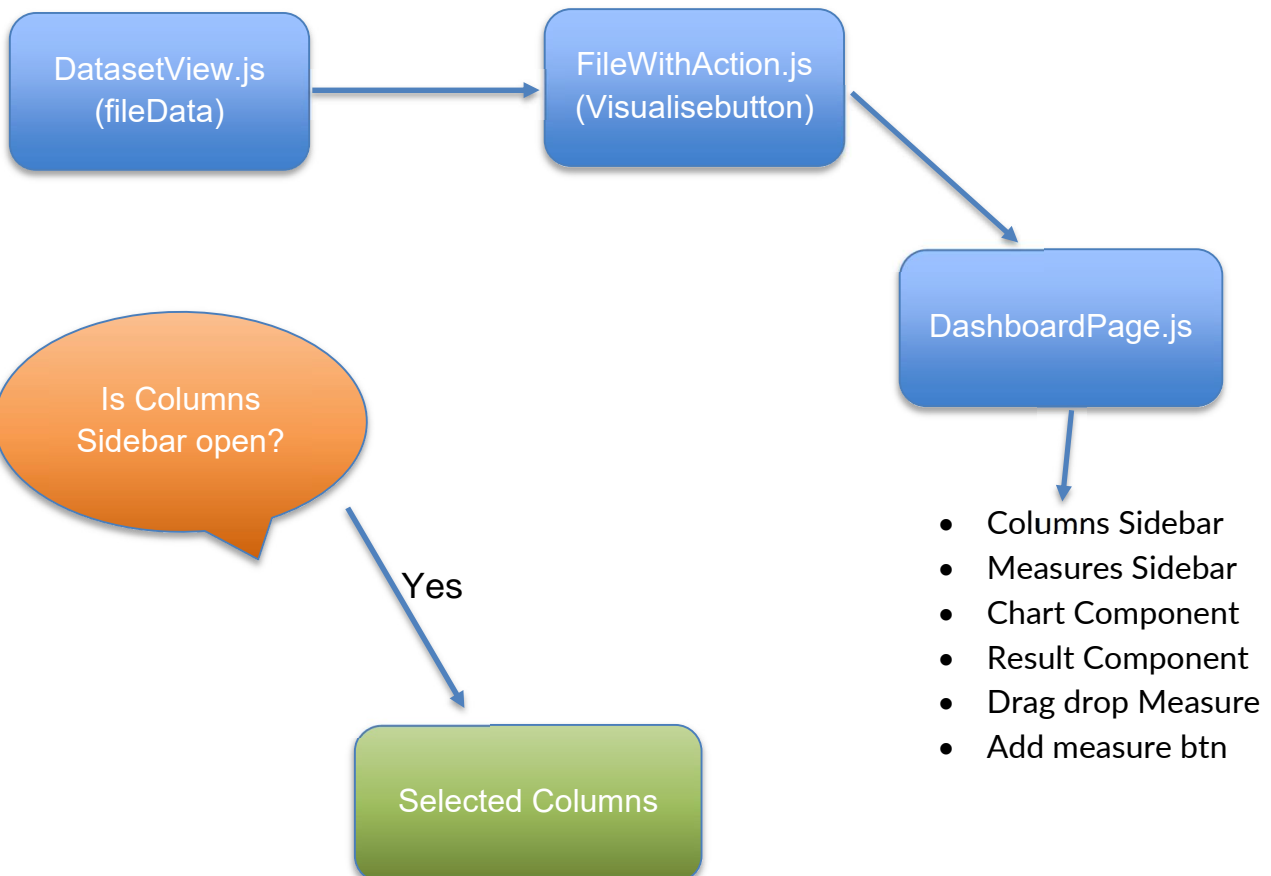 DatasetView.js
(fileData)
FileWithAction.js
(Visualisebutton)
DashboardPage.js
Is Columns
Sidebar open?
Yes
Selected Columns
• Columns Sidebar
• Measures Sidebar
• Chart Component
• Result Component
• Drag drop Measure
• Add measure btn